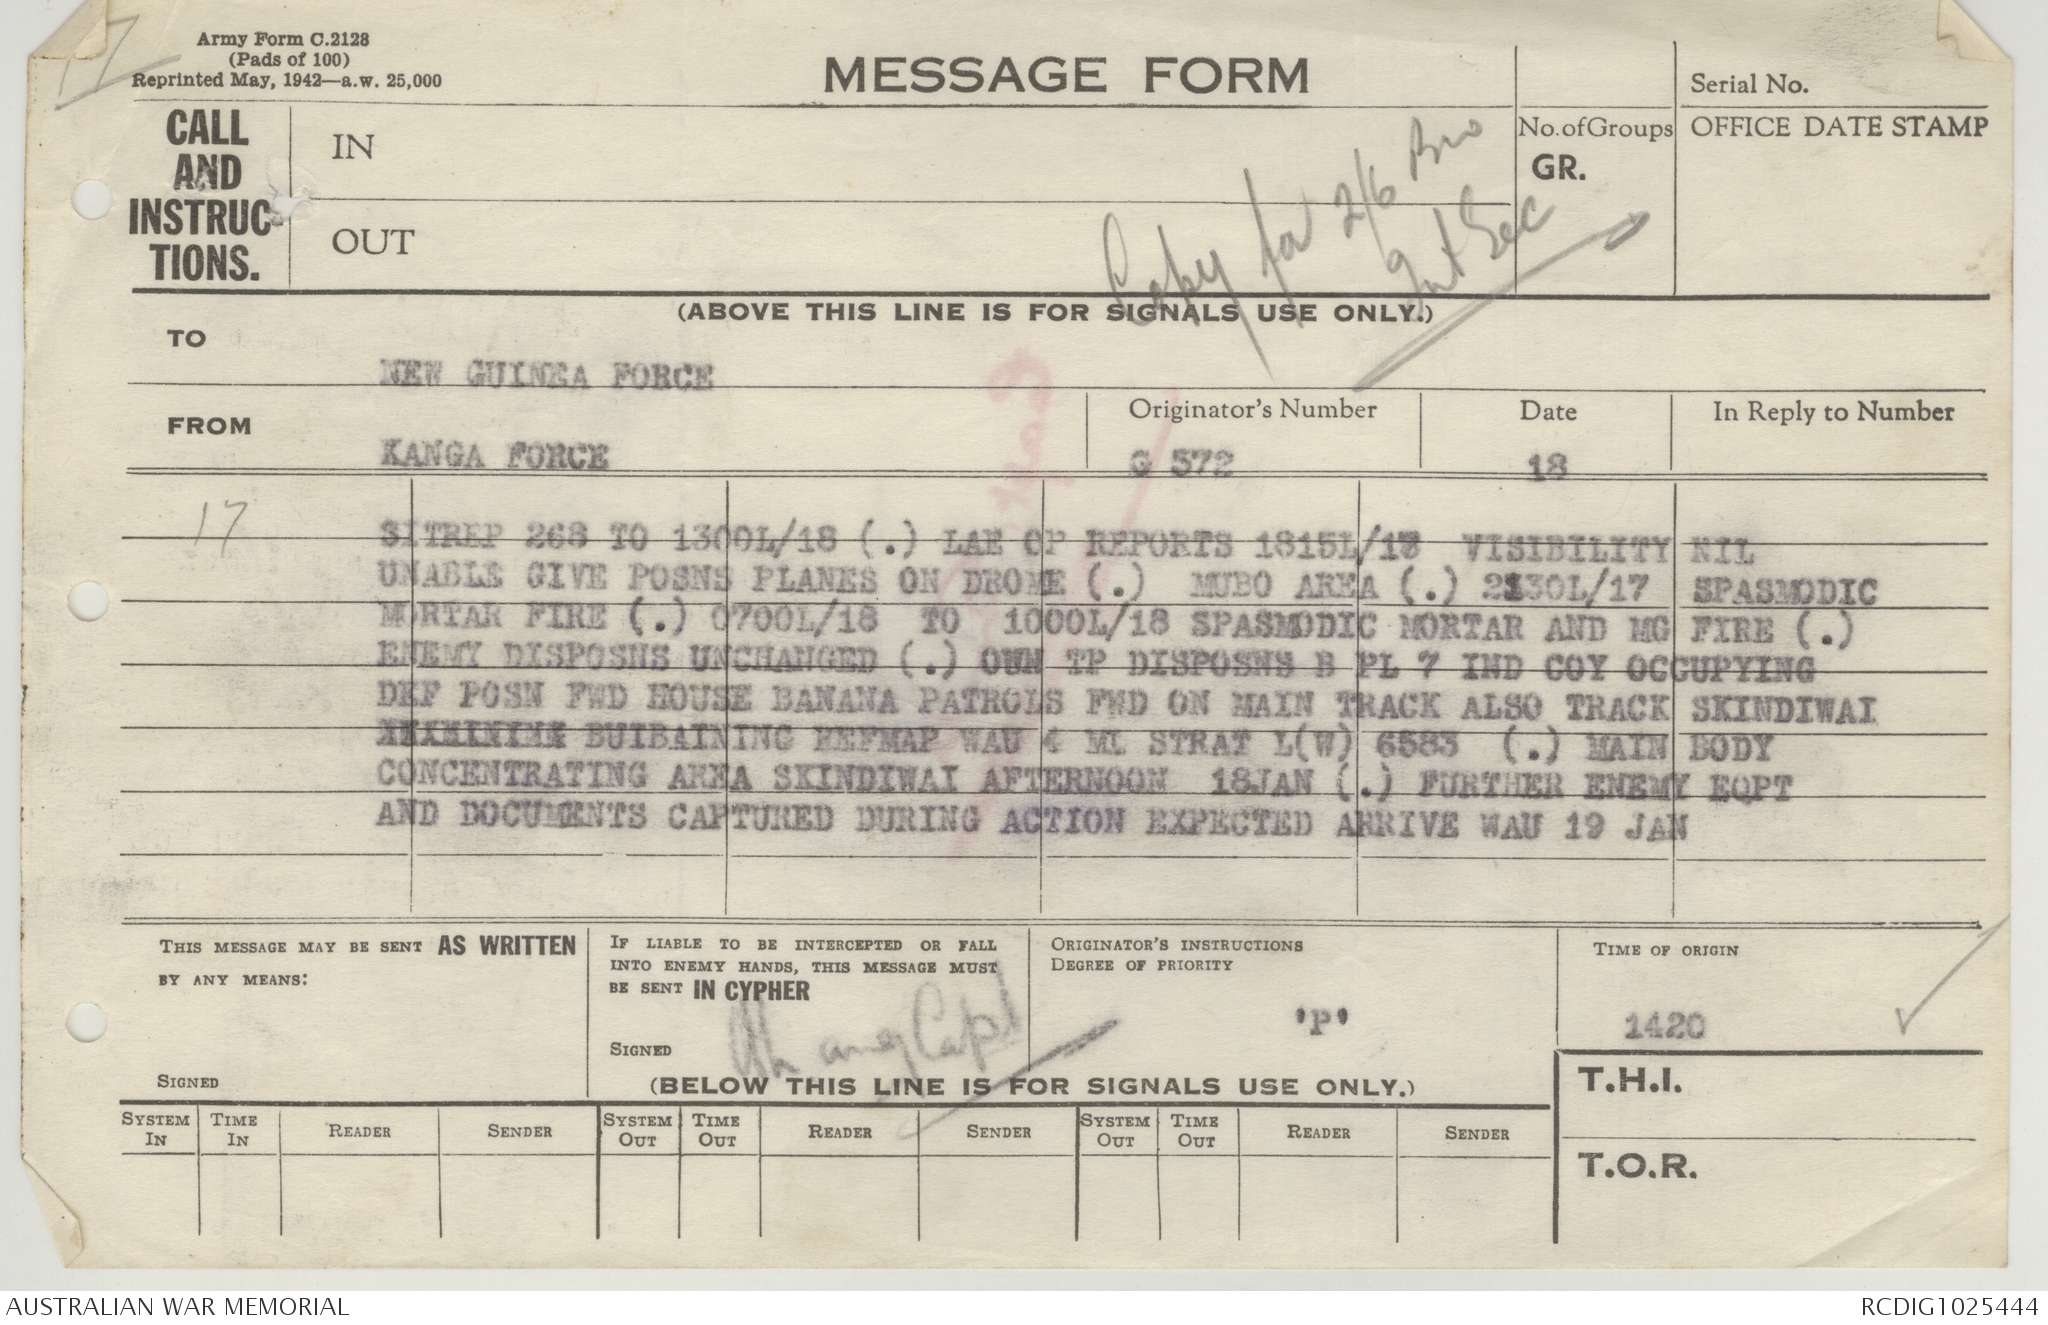 17
Army Form C.2128
(Pads of 100)
Reprinted May, 1942—a.w. 25,000
MESSAGE FORM
Serial No.
CALL
AND
INSTRUC-
TIONS.
IN
OUT
No. of Groups
GR.
OFFICE DATE STAMP
Copy for 2/6 Bn
Int Sec
(ABOVE THIS LINE IS FOR SIGNALS USE ONLY.)
TO
NEW GUINEA FORCE
FROM
KANGA FORCE
Originator's Number
G 572
Date
18
In Reply to Number
17
SITREP 268 TO 1300L/18 (.) LAE OP REPORTS 1815L/17 VISIBILITY NIL
UNABLE GIVE POSNS PLANES ON DROME (.) MUBO AREA (.) 2130L/17 SPASMODIC
MORTAR FIRE (.) 0700L/18 TO 1000L/18 SPASMODIC MORTAR AND MG FIRE (.)
ENEMY DISPOSNS UNCHANGED (.) OWN TP DISPOSNS B PL 7 IND COY OCCUPYING
DEF POSN FWD HOUSE BANANA PATROLS FWD ON MAIN TRACK ALSO TRACK SKINDIWAI
BUIBAINING REFMAP WAU 4 ML STRAT L(W) 6583 (.) MAIN BODY
CONCENTRATING AREA SKINDIWAI AFTERNOON 18JAN (.) FURTHER ENEMY EQPT
AND DOCUMENTS CAPTURED DURING ACTION EXPECTED ARRIVE WAU 19 JAN
THIS MESSAGE MAY BE SENT AS WRITTEN
BY ANY MEANS:
SIGNED
IF LIABLE TO BE INTERCEPTED OR FALL
INTO ENEMY HANDS, THIS MESSAGE MUST
BE SENT IN CYPHER
SIGNED
Capt
ORIGINATOR'S INSTRUCTIONS
DEGREE OF PRIORITY
'P'
TIME OF ORIGIN
1420
(BELOW THIS LINE IS FOR SIGNALS USE ONLY.)
T.H.I.
T.O.R.
SYSTEM IN
TIME IN
READER
SENDER
SYSTEM OUT
TIME OUT
READER
SENDER
SYSTEM OUT
TIME OUT
READER
SENDER
AUSTRALIAN WAR MEMORIAL
RCDIG1025444